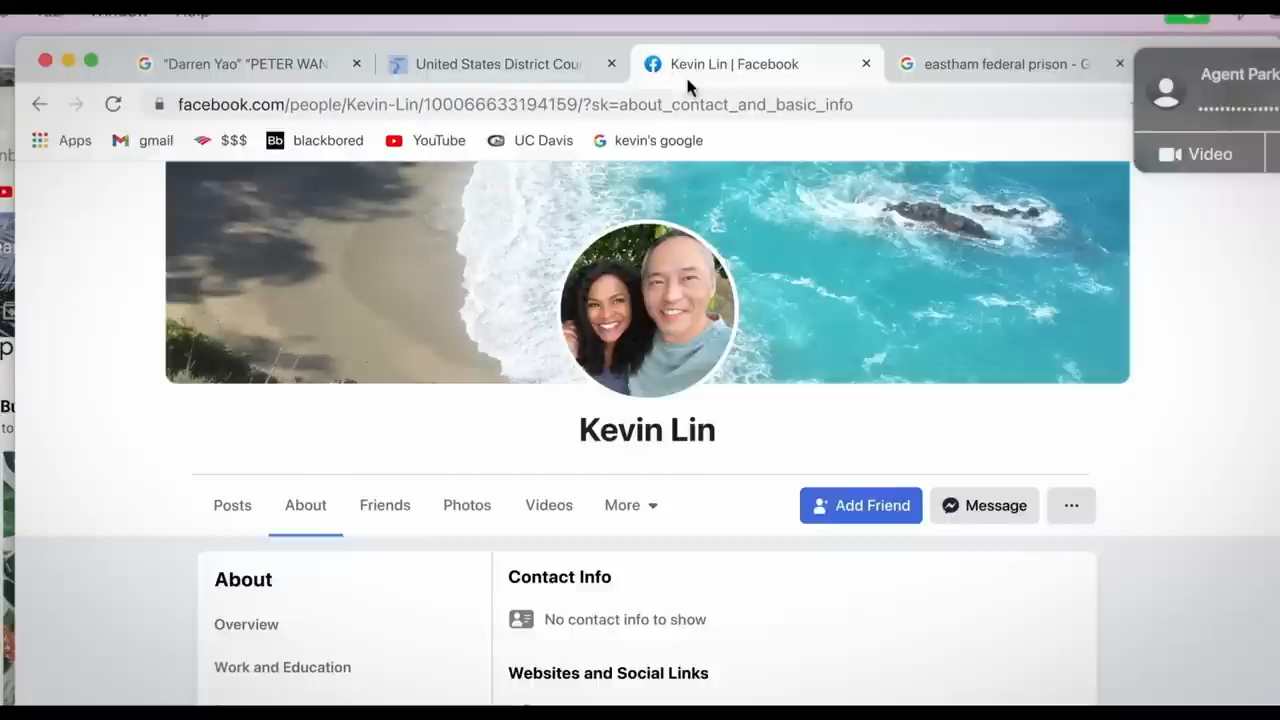 "Darren Yao" "PETER WAN
United States District Cour
Kevin Lin | Facebook
eastham federal prison - G
Agent Park
facebook.com/people/Kevin-Lin/100066633194159/?sk=about_contact_and_basic_info
Apps
gmail
$$$
Bb blackbored
YouTube
UC Davis
kevin's google
Video
Kevin Lin
Posts
About
Friends
Photos
Videos
More
Add Friend
Message
About
Contact Info
Overview
No contact info to show
Work and Education
Websites and Social Links